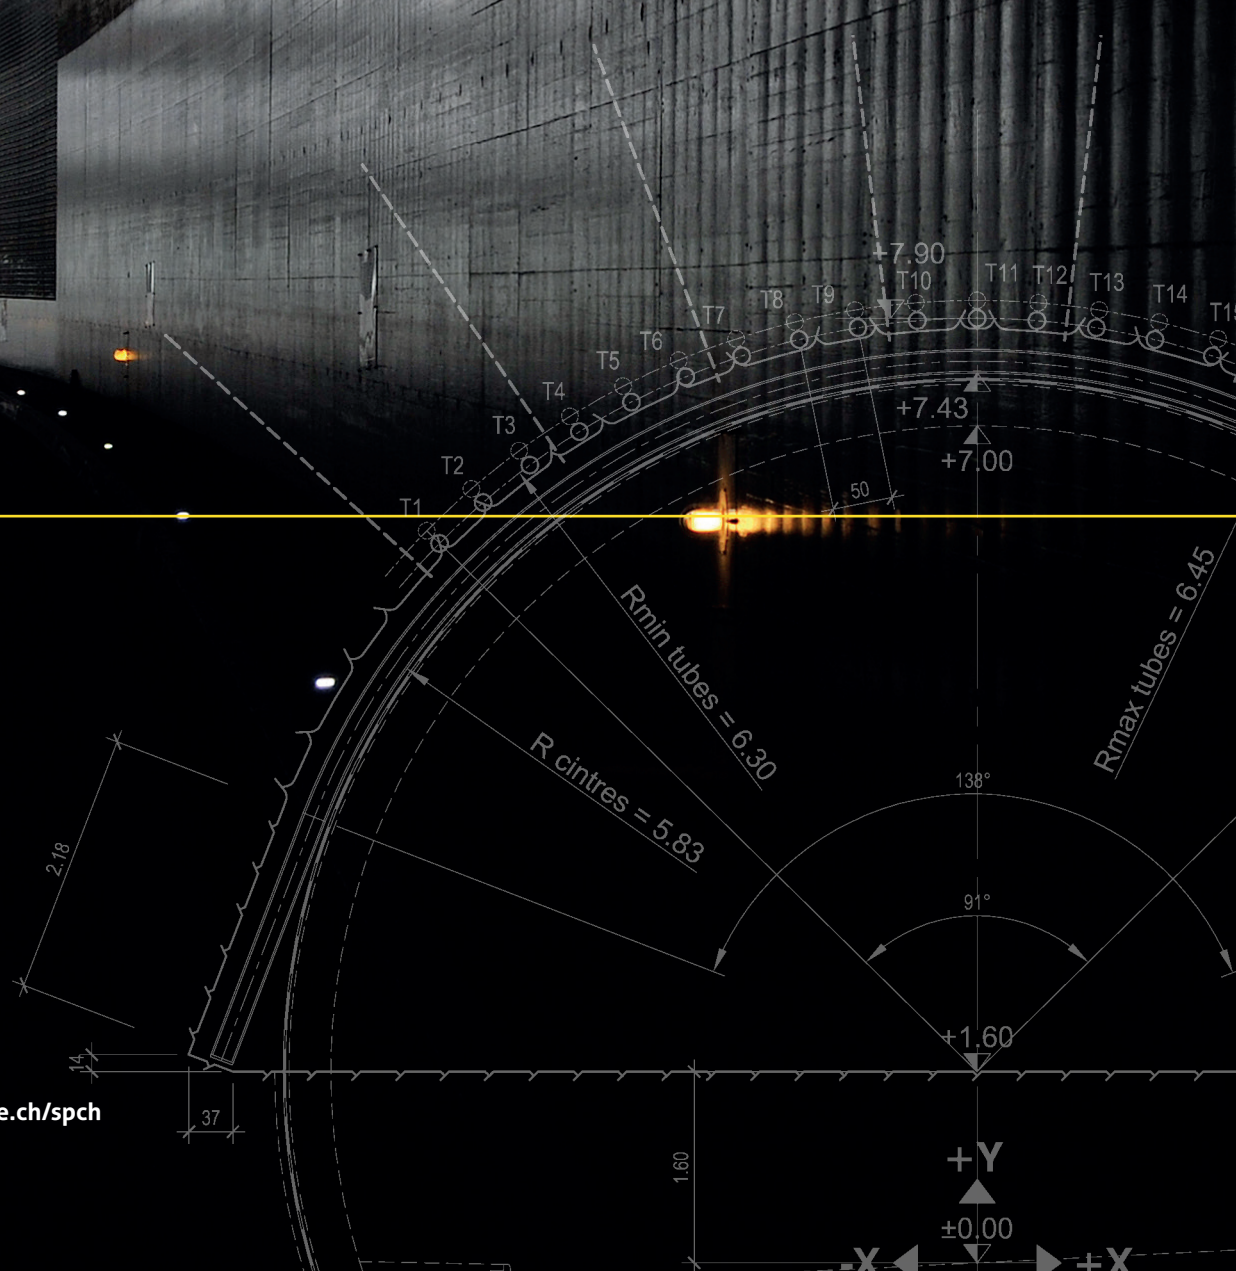 +7.90
T10
T11
T12
T13
T14
T9
T8
T7
T6
T5
T4
T3
T2
T1
+7.43
+7.00
50
Rmin tubes = 6.30
Rmax tubes = 6.45
R cintres = 5.83
138°
91°
2.18
+1.60
14
37
e.ch/spch
1.60
+Y
±0.00
-X
+X